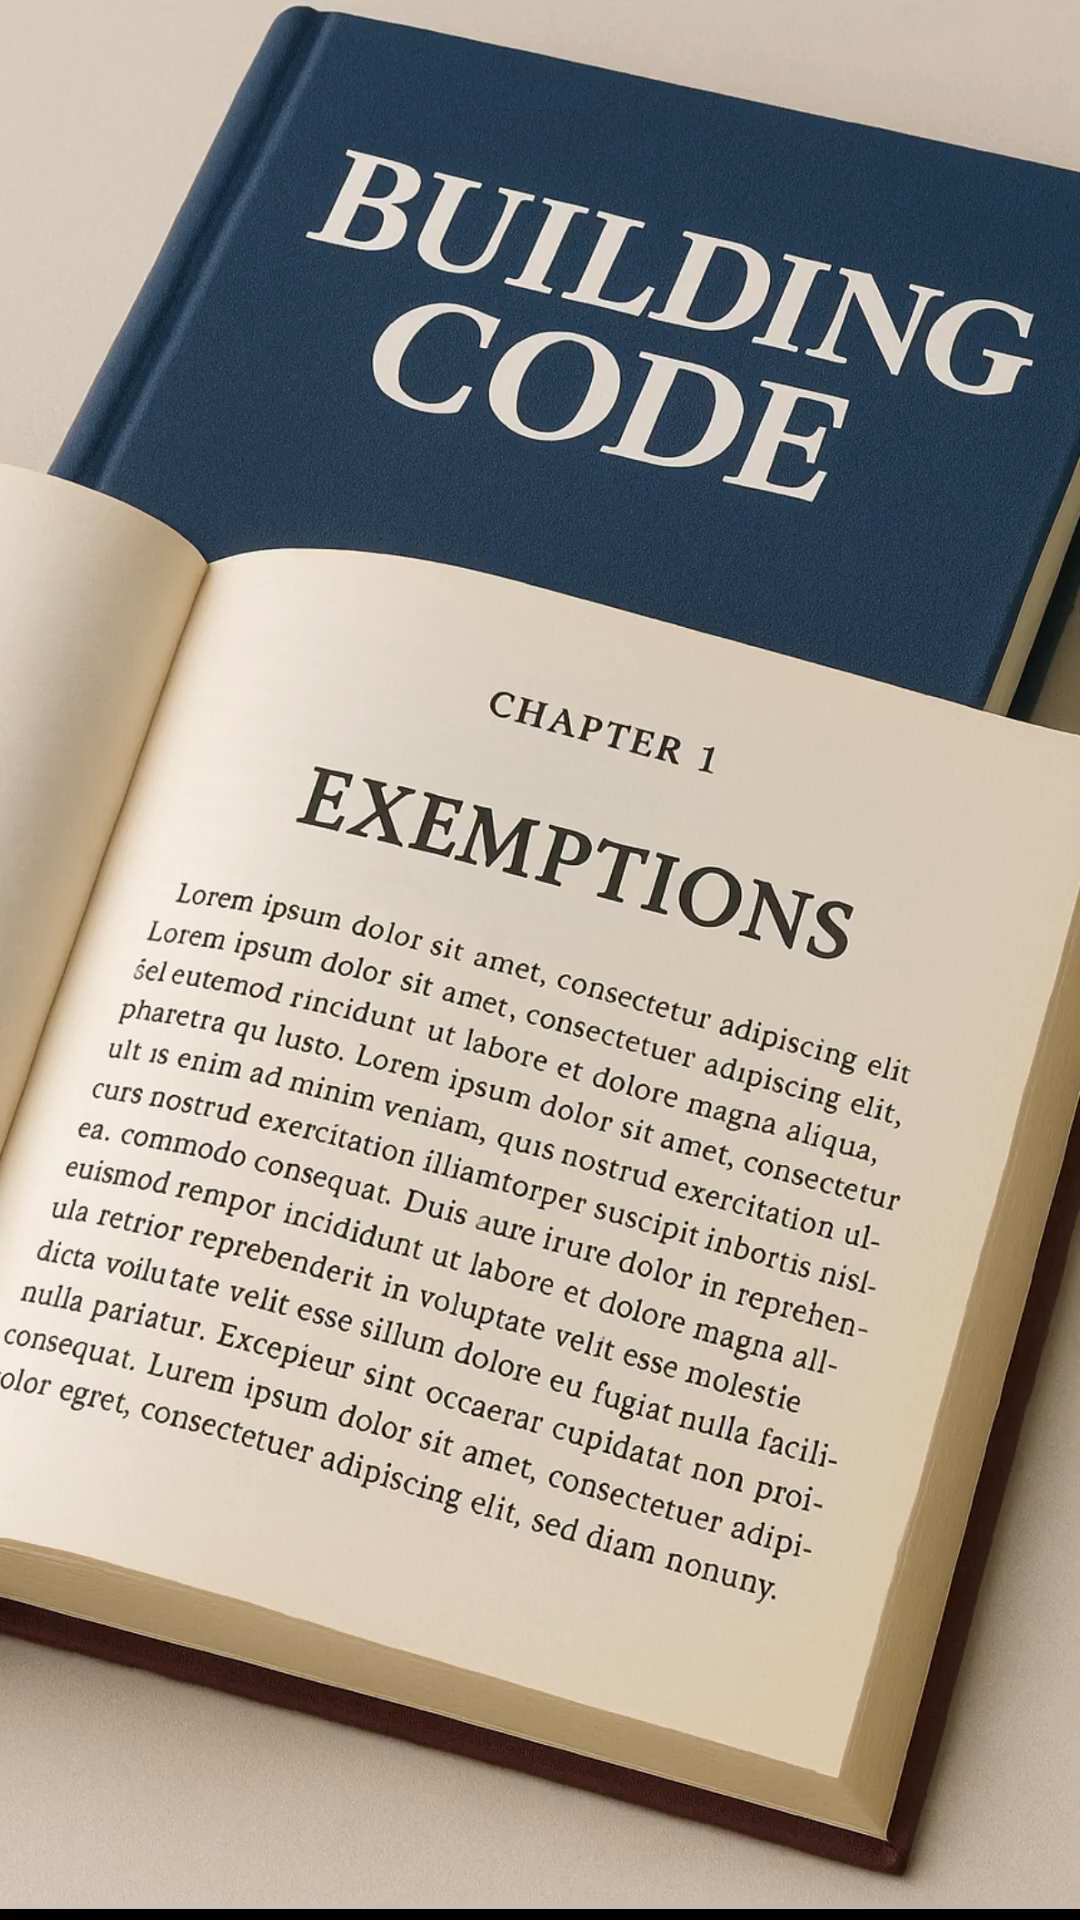 BUILDING
CODE
CHAPTER 1
EXEMPTIONS
Lorem ipsum dolor sit amet, consectetur adipiscing elit
Lorem ipsum dolor sit amet, consectetuer adıpiscing elit,
sel eutemod rincidunt ut labore et dolore magna aliqua,
pharetra qu lusto. Lorem ipsum dolor sit amet, consectetur
ult ıs enim ad minim veniam, quıs nostrud exercitation ul-
curs nostrud exercitation illiamtorper suscipit inbortis nisl-
ea. commodo consequat. Duis aure irure dolor in reprehen-
euismod rempor incididunt ut labore et dolore magna all-
ula retrior reprebenderit in voluptate velit esse molestie
dicta voilutate velit esse sillum dolore eu fugiat nulla facili-
nulla pariatur. Excepieur sint occaerar cupidatat non proi-
consequat. Lurem ipsum dolor sit amet, consectetuer adipi-
olor egret, consectetuer adipiscing elit, sed diam nonuny.